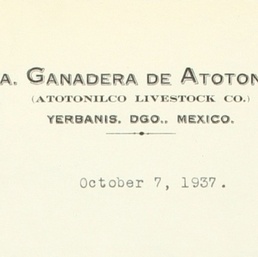 A. GANADERA DE ATOTON
(ATOTONILCO LIVESTOCK CO.)
YERBANIS, DGO., MEXICO.
October 7, 1937.